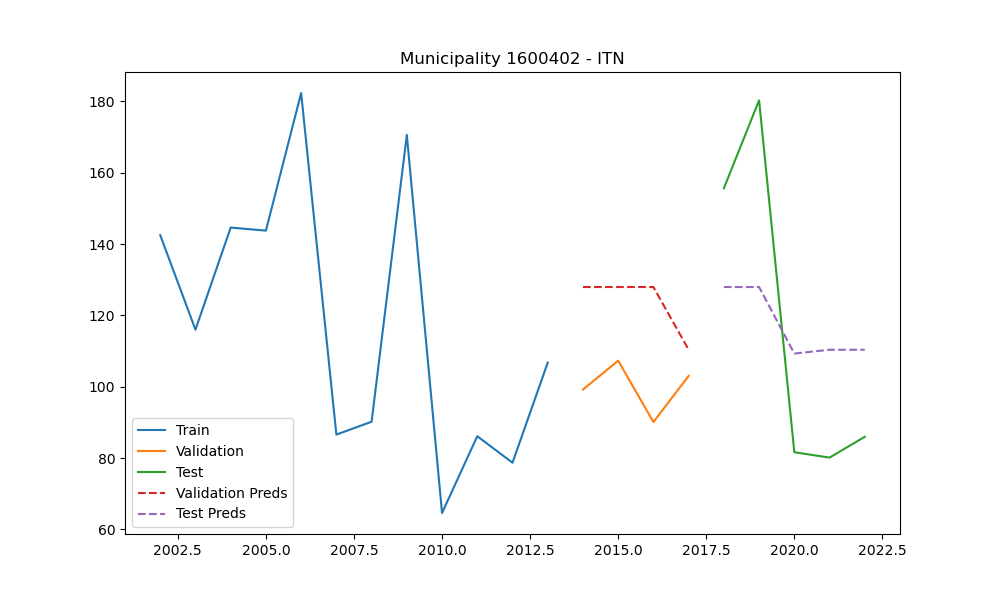 Municipality 1600402 - ITN
180
160
140
120
100
80
60
Train
Validation
Test
Validation Preds
Test Preds
2002.5 2005.0 2007.5 2010.0 2012.5 2015.0 2017.5 2020.0 2022.5